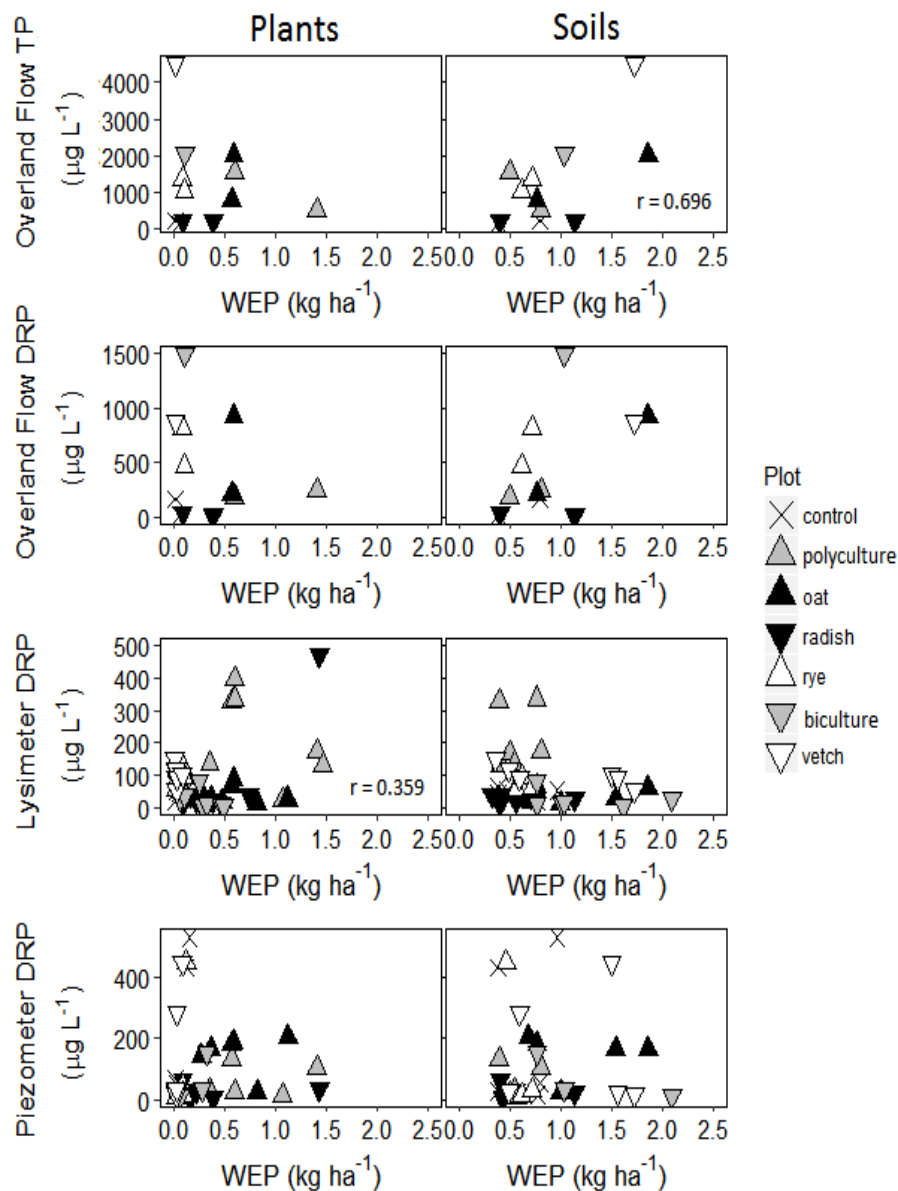 Plants Soils
Overland Flow TP
(µg L⁻¹)
4000
3000
2000
1000
0
r = 0.696
0.0 0.5 1.0 1.5 2.0 2.5 0.0 0.5 1.0 1.5 2.0 2.5
WEP (kg ha⁻¹) WEP (kg ha⁻¹)
Overland Flow DRP
(µg L⁻¹)
1500
1000
500
0
0.0 0.5 1.0 1.5 2.0 2.5 0.0 0.5 1.0 1.5 2.0 2.5
WEP (kg ha⁻¹) WEP (kg ha⁻¹)
Lysimeter DRP
(µg L⁻¹)
500
400
300
200
100
0
r = 0.359
0.0 0.5 1.0 1.5 2.0 2.5 0.0 0.5 1.0 1.5 2.0 2.5
WEP (kg ha⁻¹) WEP (kg ha⁻¹)
Piezometer DRP
(µg L⁻¹)
400
200
0
0.0 0.5 1.0 1.5 2.0 2.5 0.0 0.5 1.0 1.5 2.0 2.5
WEP (kg ha⁻¹) WEP (kg ha⁻¹)
Plot
control
polyculture
oat
radish
rye
biculture
vetch